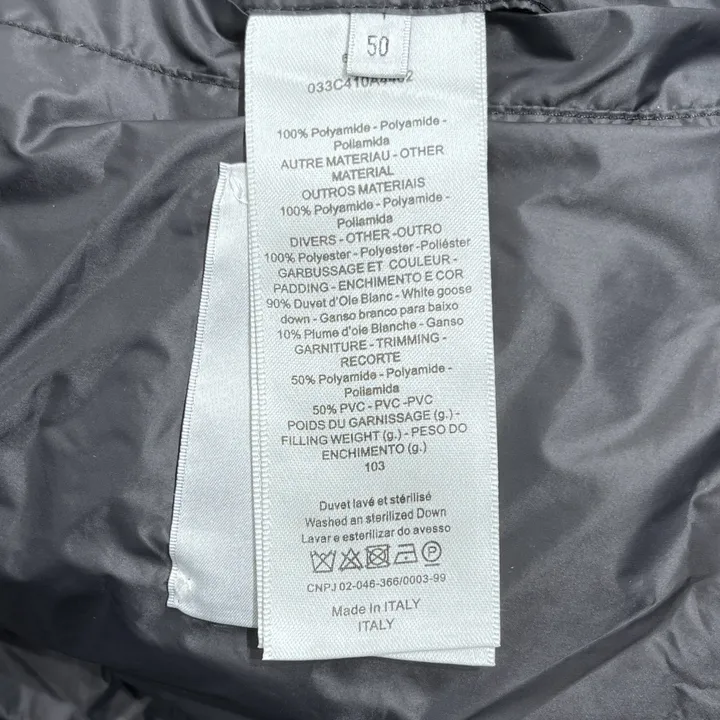 50
033C410A4462
100% Polyamide - Polyamide -
Poliamida
AUTRE MATERIAU - OTHER
MATERIAL
OUTROS MATERIAIS
100% Polyamide - Polyamide -
Poliamida
DIVERS - OTHER -OUTRO
100% Polyester - Polyester -Poliéster
GARBUSSAGE ET COULEUR -
PADDING - ENCHIMENTO E COR
90% Duvet d'Oie Blanc - White goose
down - Ganso branco para baixo
10% Plume d'oie Blanche - Ganso
GARNITURE - TRIMMING -
RECORTE
50% Polyamide - Polyamide -
Poliamida
50% PVC - PVC -PVC
POIDS DU GARNISSAGE (g.) -
FILLING WEIGHT (g.) - PESO DO
ENCHIMENTO (g.)
103
Duvet lavé et stérilisé
Washed an sterilized Down
Lavar e esterilizar do avesso
P
CNPJ 02-046-366/0003-99
Made in ITALY
ITALY